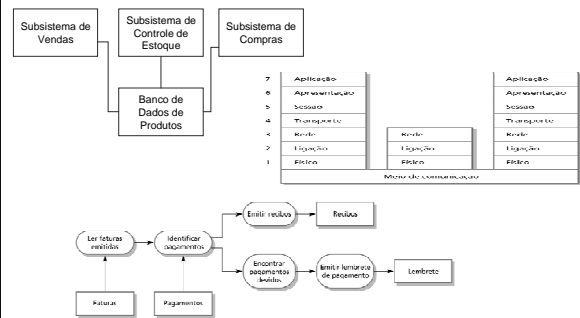 Subsistema de
Vendas
Subsistema de
Controle de
Estoque
Subsistema de
Compras
Banco de
Dados de
Produtos
7 Aplicação Aplicação
6 Apresentação Apresentação
5 Sessão Sessão
4 Transporte Transporte
3 Rede Rede Rede
2 Ligação Ligação Ligação
1 Físico Físico Físico
Meio de comunicação
Emitir recibos
Recibos
Ler faturas
emitidas
Identificar
pagamentos
Encontrar
pagamentos
devidos
Emitir lembrete
de pagamento
Lembrete
Faturas
Pagamentos